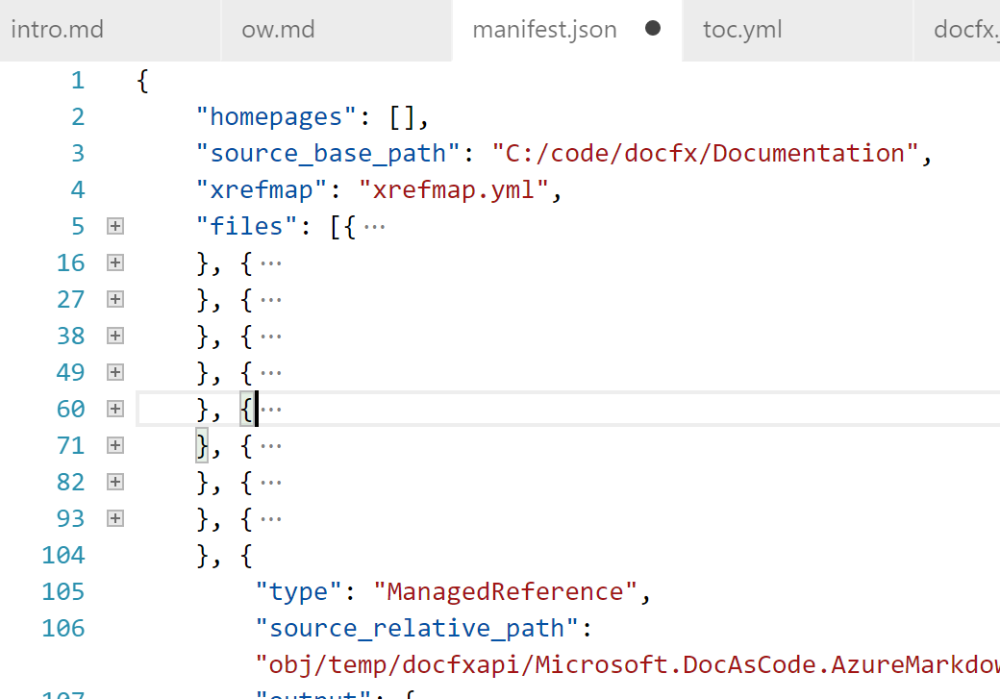 intro.md ow.md manifest.json ● toc.yml docfx.
1 {
2 "homepages": [],
3 "source_base_path": "C:/code/docfx/Documentation",
4 "xrefmap": "xrefmap.yml",
5 "files": [{ ···
16 }, { ···
27 }, { ···
38 }, { ···
49 }, { ···
60 }, { ···
71 }, { ···
82 }, { ···
93 }, { ···
104 }, {
105 "type": "ManagedReference",
106 "source_relative_path":
"obj/temp/docfxapi/Microsoft.DocAsCode.AzureMarkdow
107 "output": {